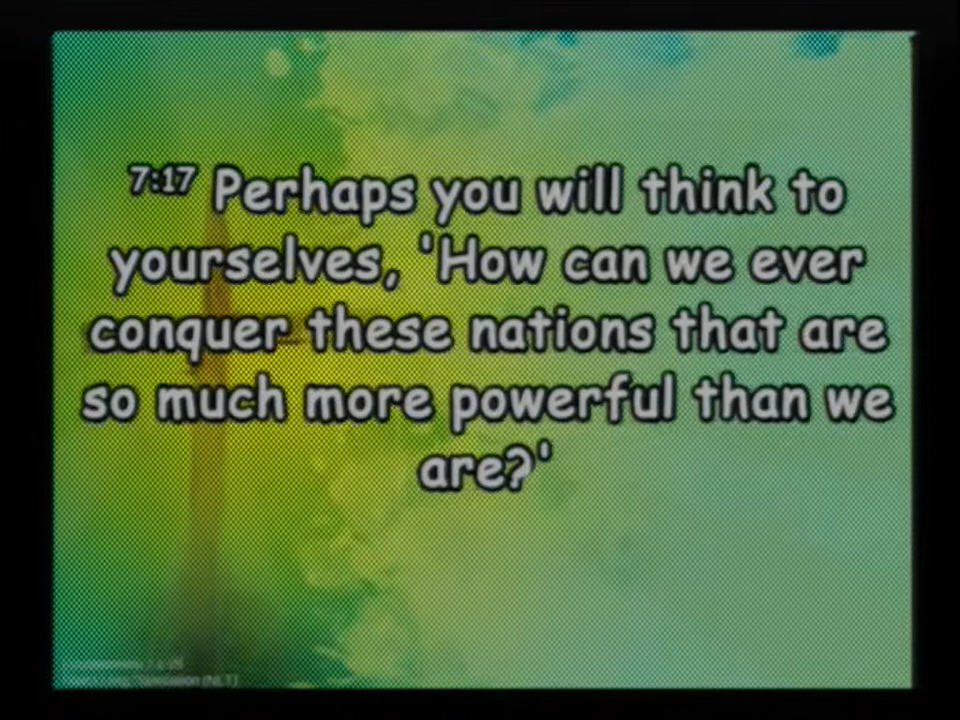 7:17 Perhaps you will think to
yourselves, 'How can we ever
conquer these nations that are
so much more powerful than we
are?'
(NLT)